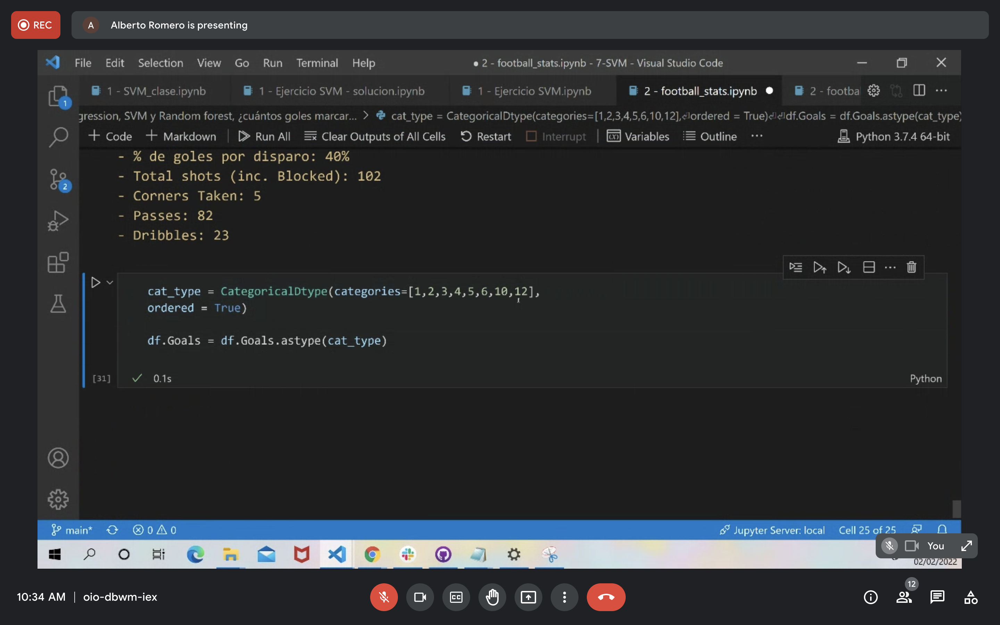 REC
A
Alberto Romero is presenting
File Edit Selection View Go Run Terminal Help
● 2 - football_stats.ipynb - 7-SVM - Visual Studio Code
1
1 - SVM_clase.ipynb
1 - Ejercicio SVM - solucion.ipynb
1 - Ejercicio SVM.ipynb
2 - football_stats.ipynb
2 - footba
gression, SVM y Random forest, ¿cuántos goles marcar... > cat_type = CategoricalDtype(categories=[1,2,3,4,5,6,10,12],⏎ordered = True)⏎⏎df.Goals = df.Goals.astype(cat_type)
+ Code + Markdown Run All Clear Outputs of All Cells Restart Interrupt Variables Outline ... Python 3.7.4 64-bit
- % de goles por disparo: 40%
- Total shots (inc. Blocked): 102
2
- Corners Taken: 5
- Passes: 82
- Dribbles: 23
cat_type = CategoricalDtype(categories=[1,2,3,4,5,6,10,12],
ordered = True)
df.Goals = df.Goals.astype(cat_type)
[31] ✓ 0.1s Python
main* 0 0 Jupyter Server: local Cell 25 of 25
You
02/02/2022
10:34 AM | oio-dbwm-iex
CC
12